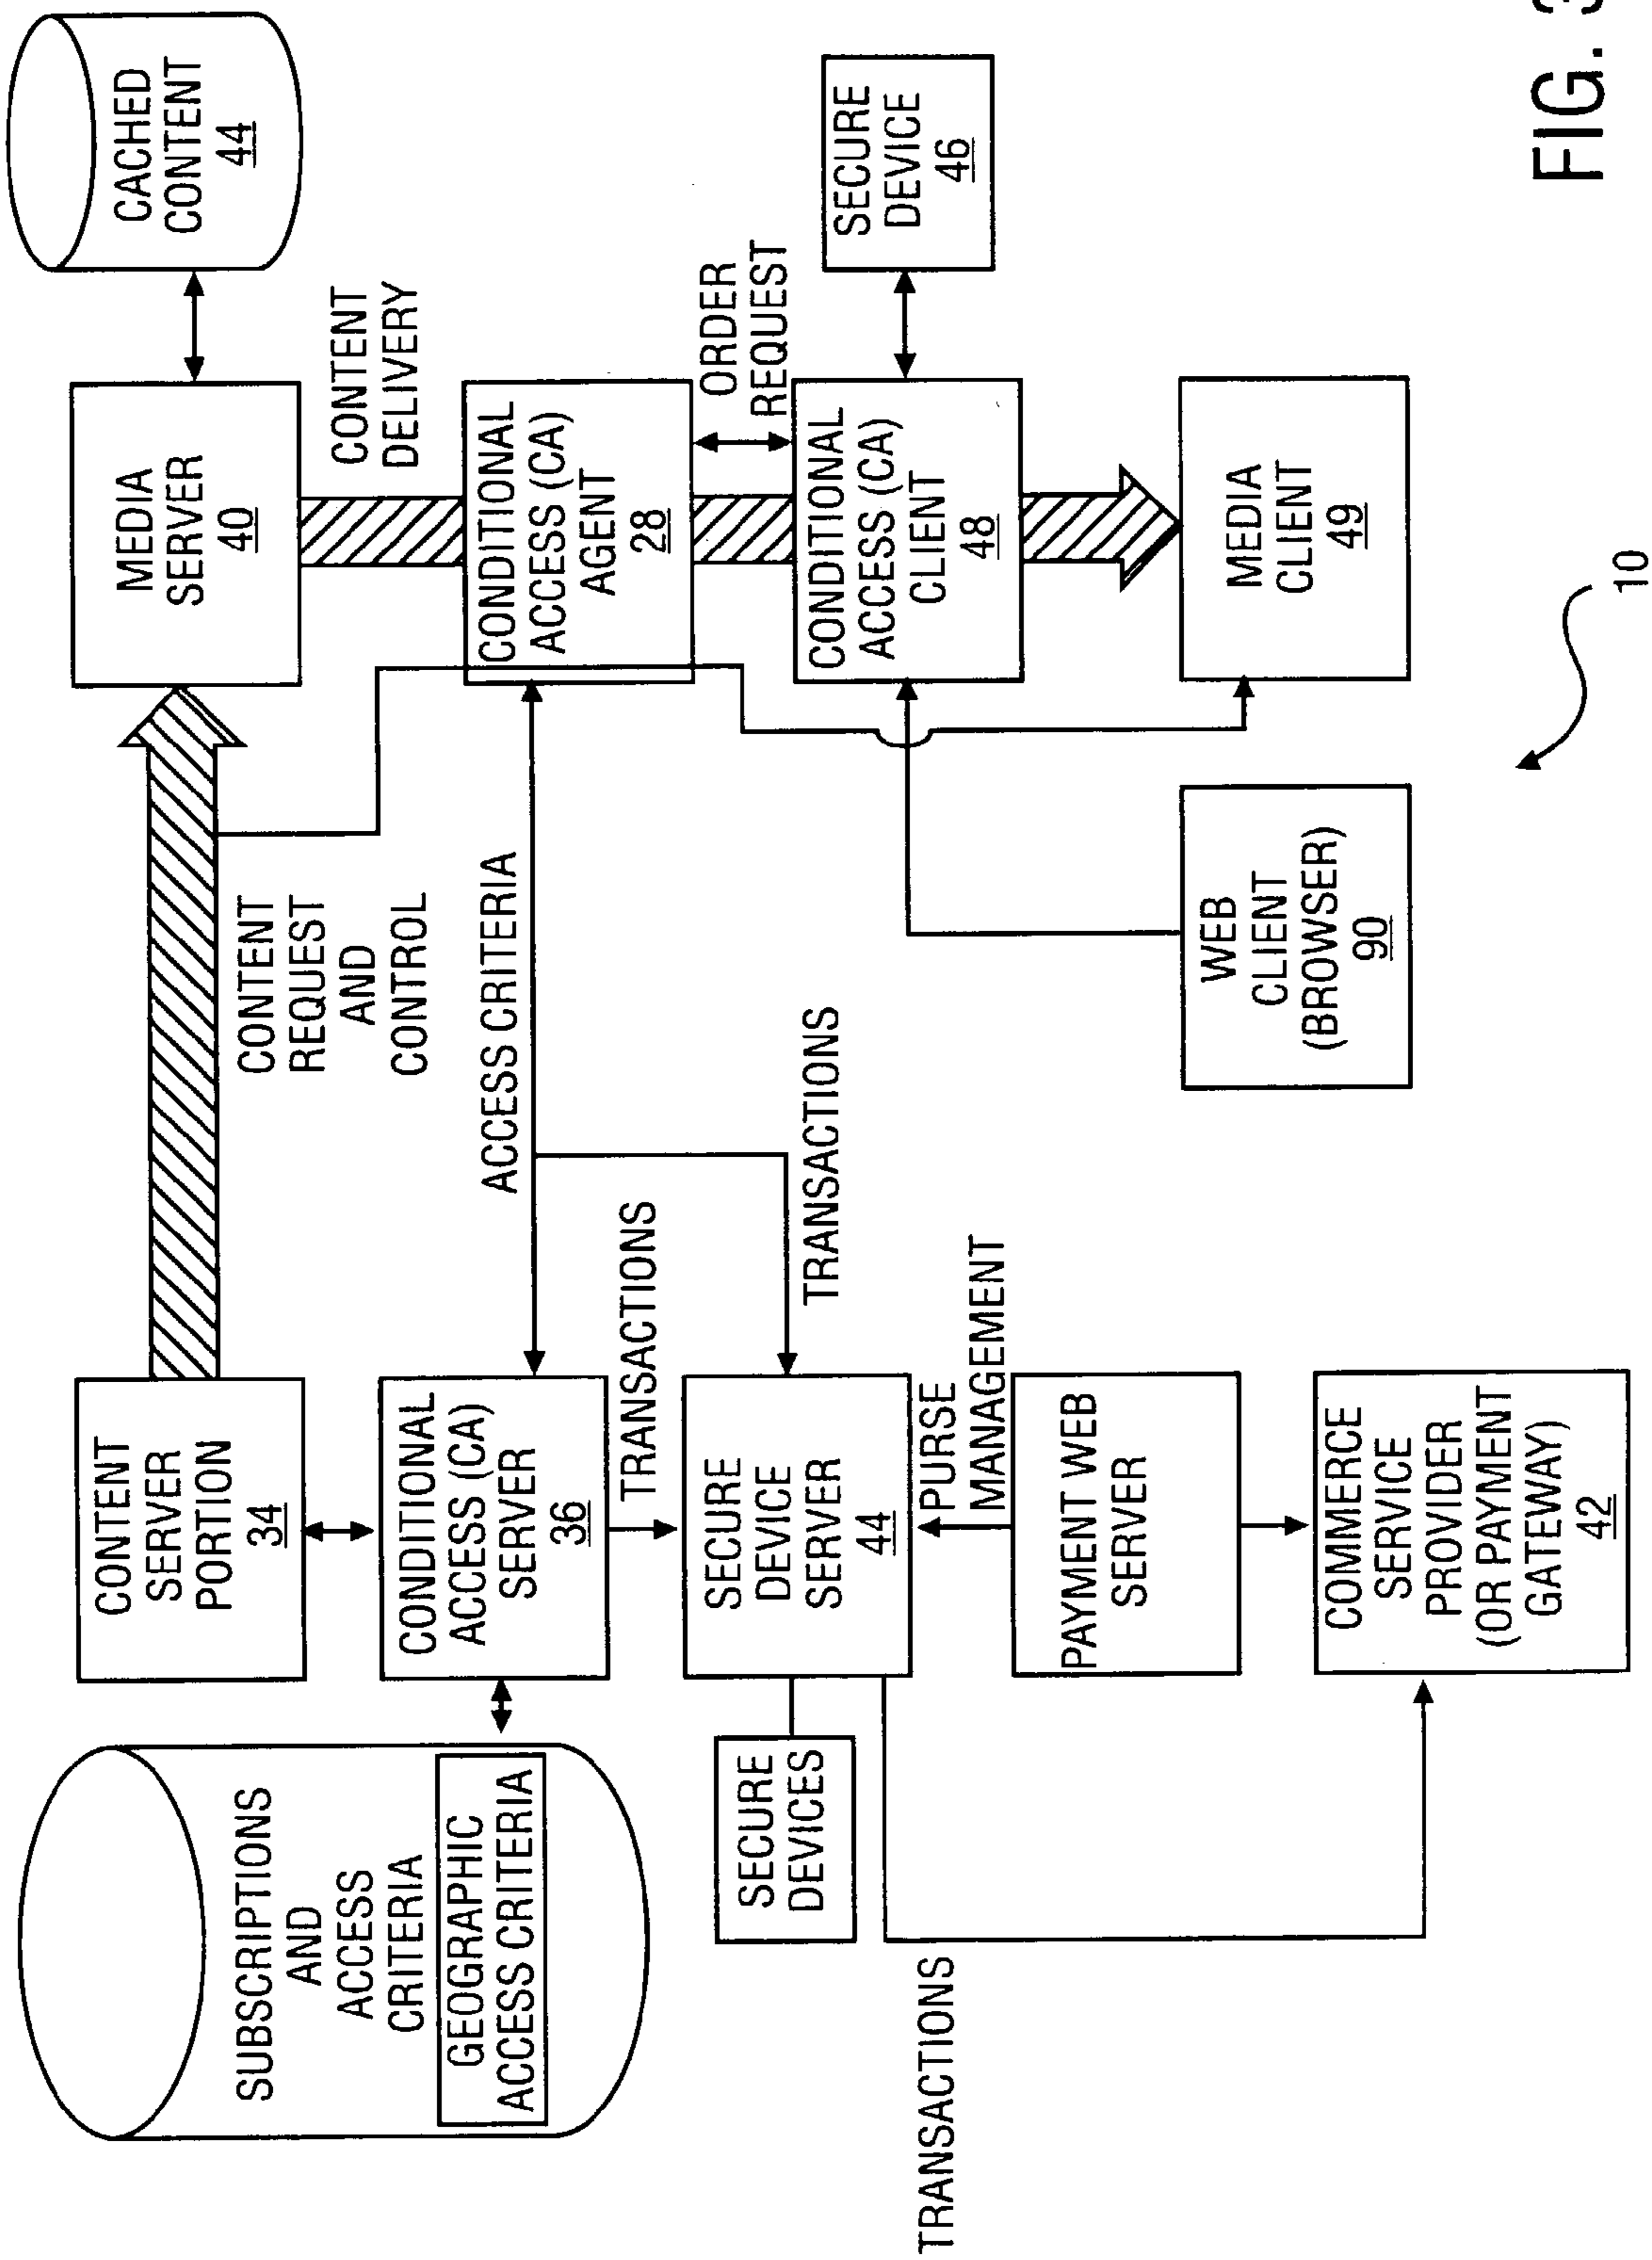 SUBSCRIPTIONS
AND
ACCESS
CRITERIA
GEOGRAPHIC
ACCESS CRITERIA
CONTENT
SERVER
PORTION
34
CONTENT
REQUEST
AND
CONTROL
MEDIA
SERVER
40
CACHED
CONTENT
44
CONTENT
DELIVERY
CONDITIONAL
ACCESS (CA)
SERVER
36
ACCESS CRITERIA
CONDITIONAL
ACCESS (CA)
AGENT
28
TRANSACTIONS
ORDER
REQUEST
SECURE
DEVICES
SECURE
DEVICE
SERVER
44
TRANSACTIONS
CONDITIONAL
ACCESS (CA)
CLIENT
48
SECURE
DEVICE
46
TRANSACTIONS
PURSE
MANAGEMENT
PAYMENT WEB
SERVER
WEB
CLIENT
(BROWSER)
90
MEDIA
CLIENT
49
COMMERCE
SERVICE
PROVIDER
(OR PAYMENT
GATEWAY)
42
10
FIG. 3